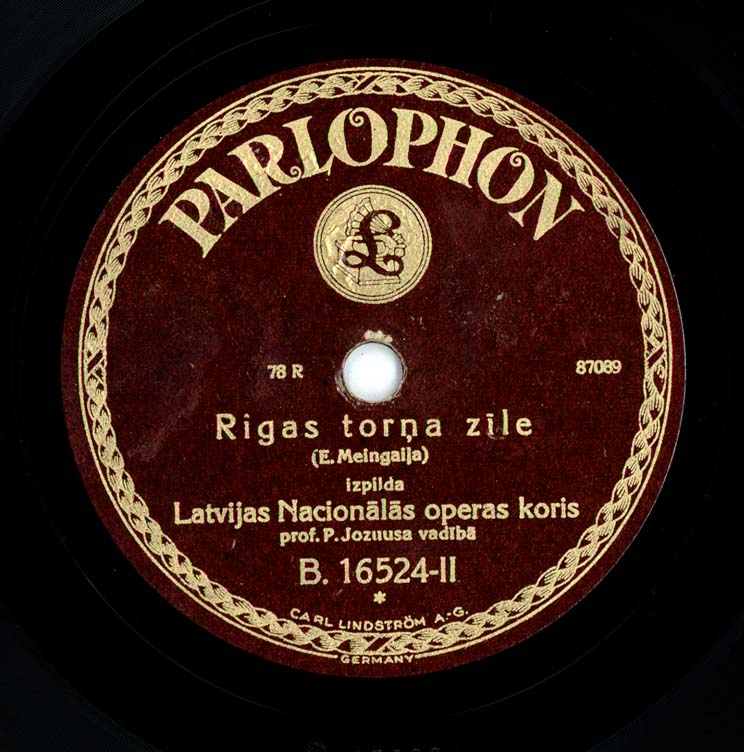 PARLOPHON
£
78 R
87089
Rigas torņa zīle
(E. Meingaiļa)
izpilda
Latvijas Nacionālās operas koris
prof. P. Jozuusa vadībā
B. 16524-II
*
CARL LINDSTRÖM A.-G.
GERMANY